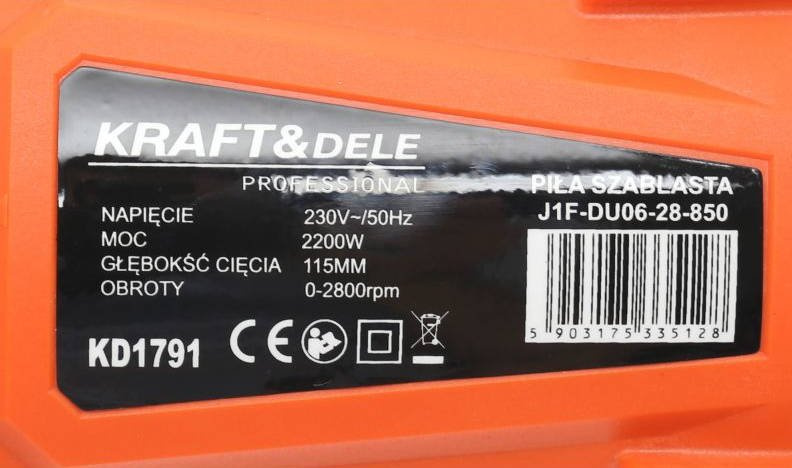 KRAFT&DELE
PROFESSIONAL
NAPIĘCIE 230V~/50Hz
MOC 2200W
GŁĘBOKŚĆ CIĘCIA 115MM
OBROTY 0-2800rpm
KD1791 CE
PIŁA SZABLASTA
J1F-DU06-28-850
5 903175 335128